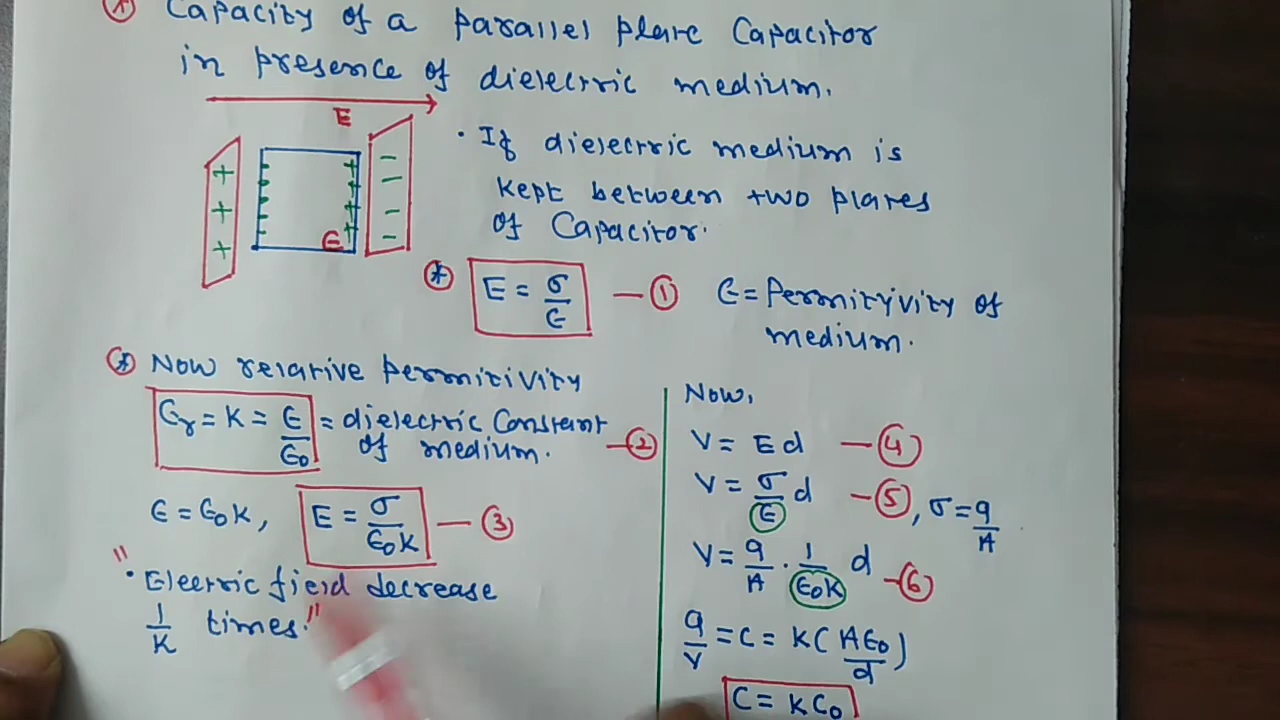 * Capacity of a parallel plate Capacitor
in presence of dielectric medium.
E
+ −
+ −
+ −
−
+
+
+
+
ϵ
• If dielectric medium is
kept between two plates
of Capacitor.
* E = σ/ϵ — ① ϵ = Permitivity of
medium.
* Now relative permitivity
ϵr = K = ϵ/ϵ0 = dielectric Constant
of medium. — ②
ϵ = ϵ0K, E = σ/ϵ0K — ③
"• Electric field decrease
1/K times."
Now,
V = Ed — ④
V = σ/ϵ d — ⑤, σ = q/A
V = q/A · 1/ϵ0K d — ⑥
q/V = C = K(Aϵ0/d)
C = KC0